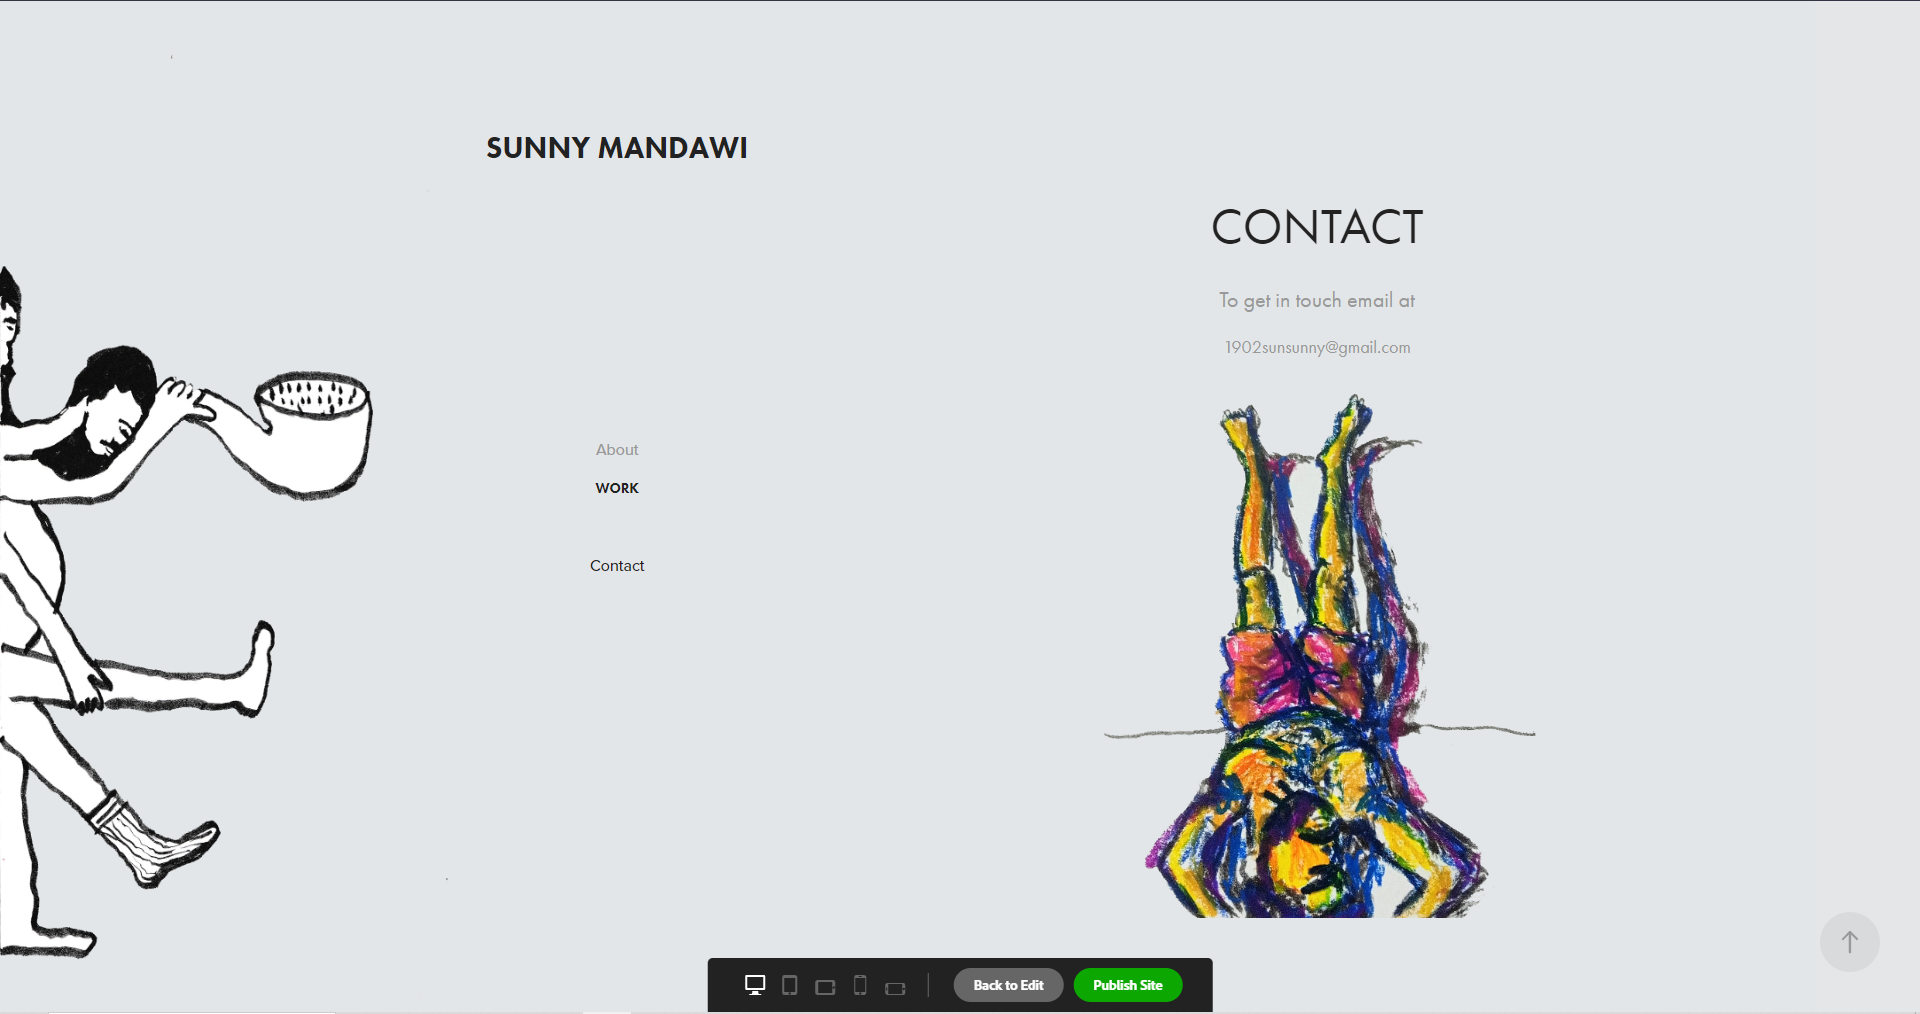 SUNNY MANDAWI
About
WORK
Contact
CONTACT
To get in touch email at
1902sunsunny@gmail.com
Back to Edit
Publish Site